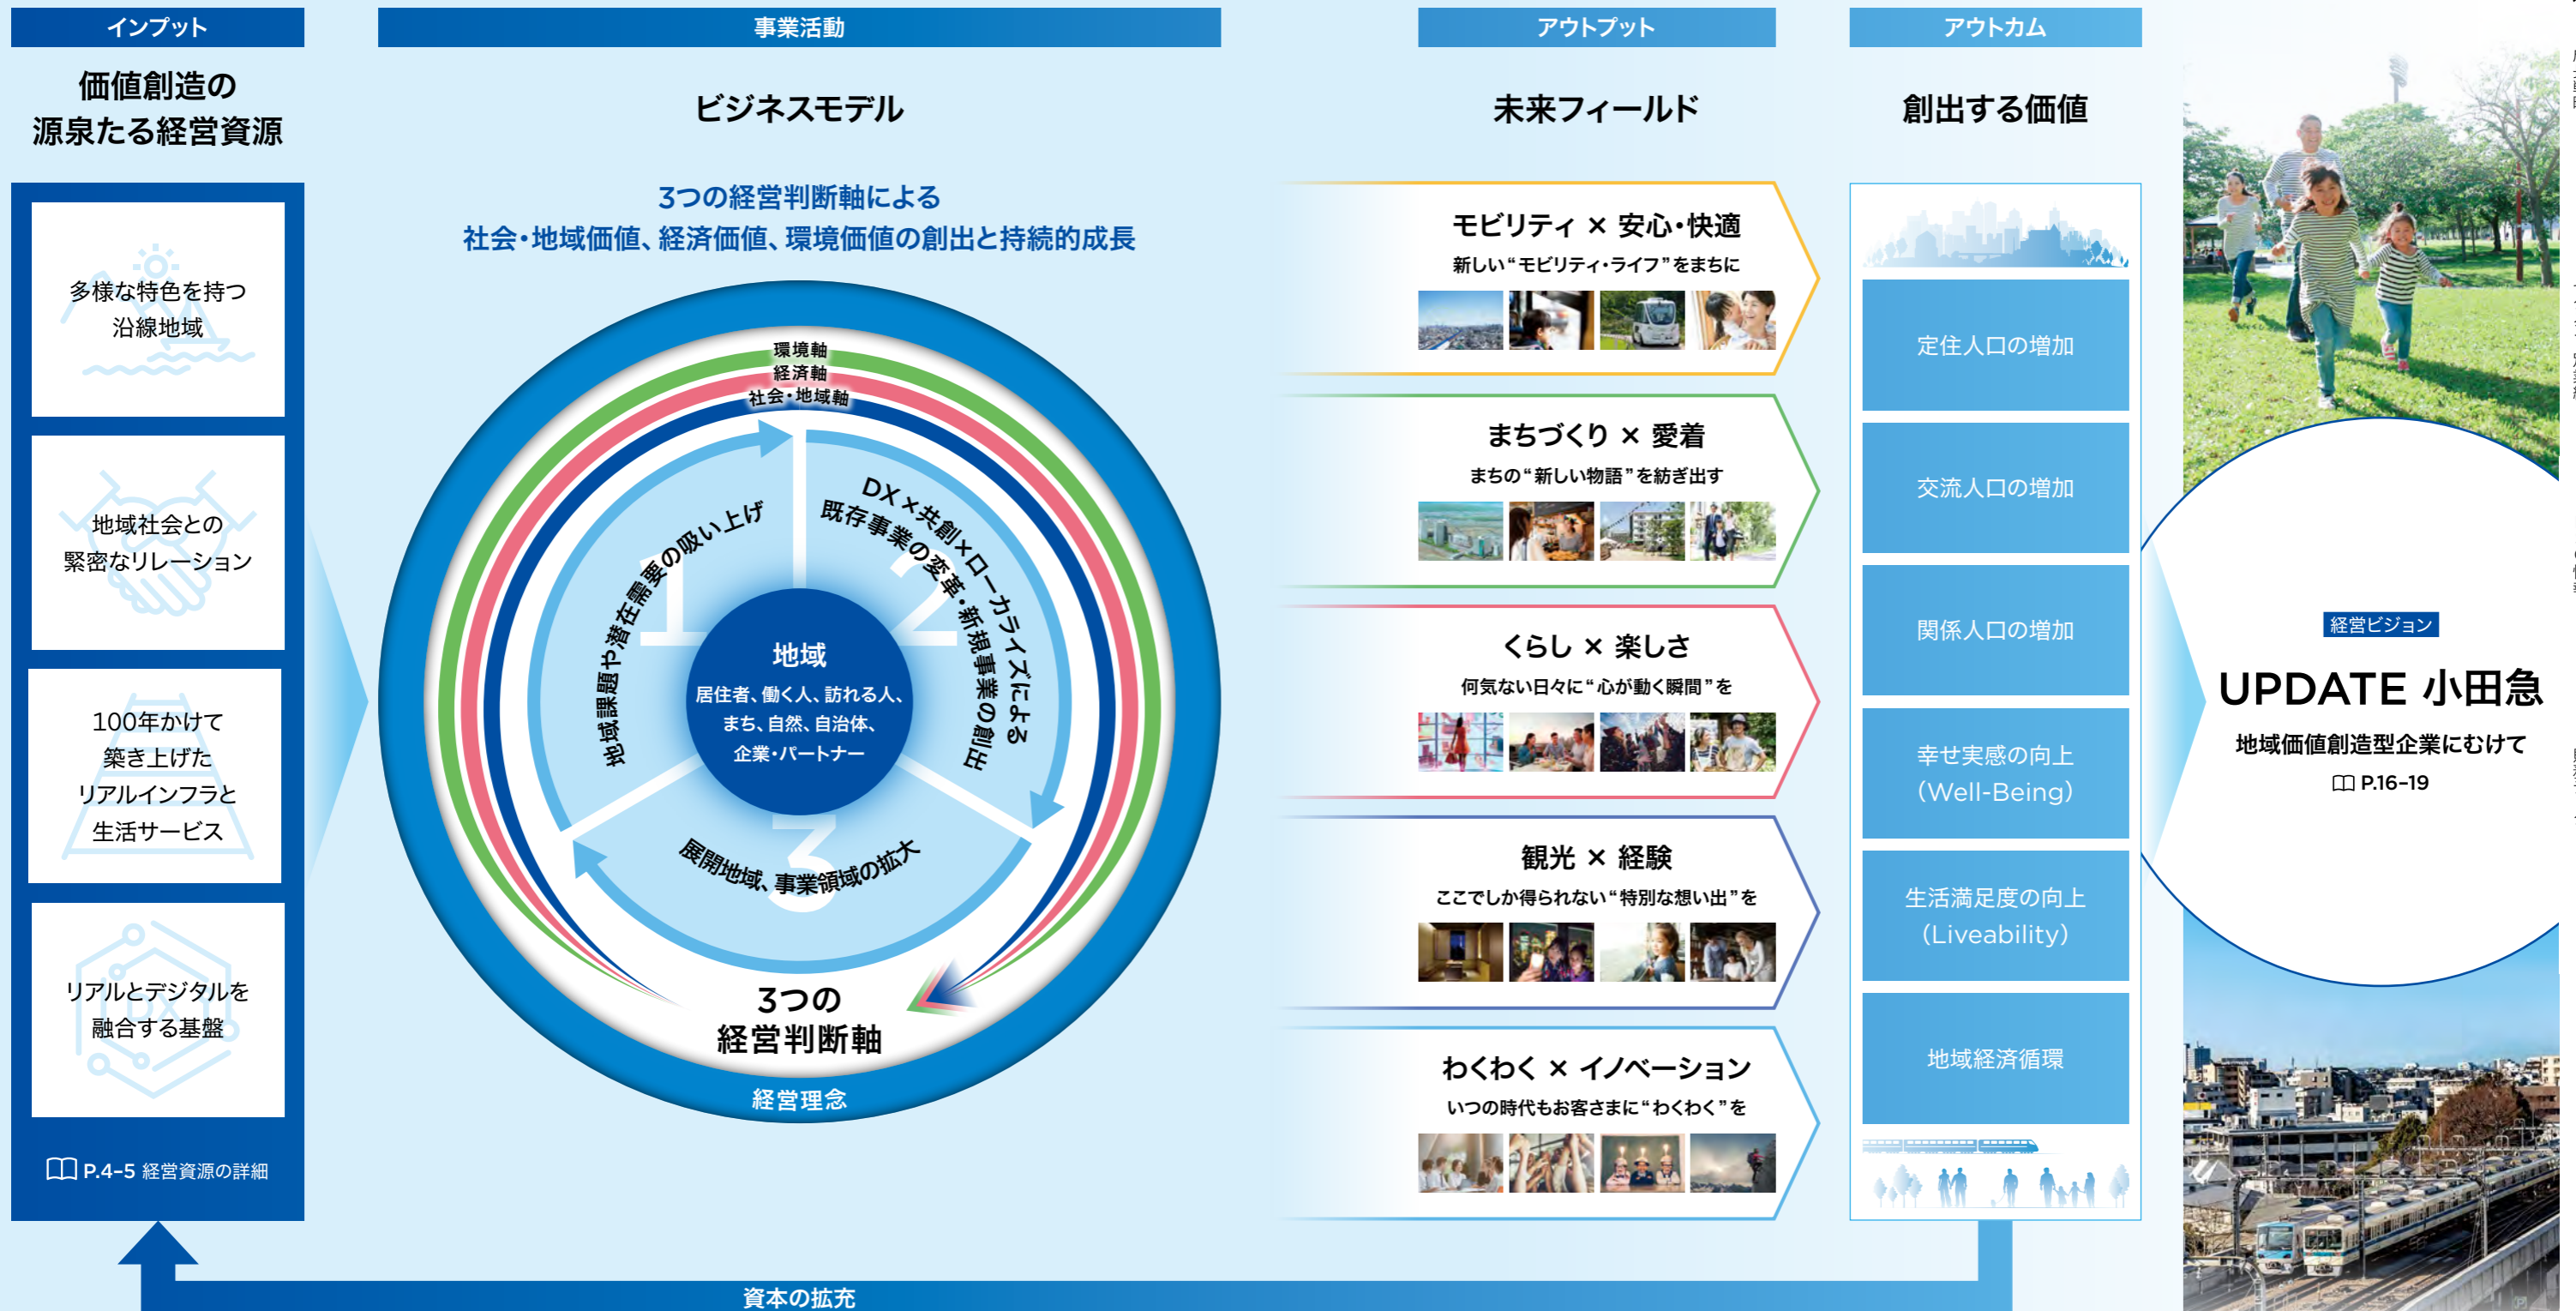 インプット
価値創造の
源泉たる経営資源
多様な特色を持つ
沿線地域
地域社会との
緊密なリレーション
100年かけて
築き上げた
リアルインフラと
生活サービス
リアルとデジタルを
融合する基盤
DX
P.4-5 経営資源の詳細
事業活動
ビジネスモデル
3つの経営判断軸による
社会・地域価値、経済価値、環境価値の創出と持続的成長
環境軸
経済軸
社会・地域軸
1
地域課題や潜在需要の吸い上げ
2
DX×共創×ローカライズによる
既存事業の変革・新規事業の創出
3
展開地域、事業領域の拡大
地域
居住者、働く人、訪れる人、
まち、自然、自治体、
企業・パートナー
3つの
経営判断軸
経営理念
アウトプット
未来フィールド
モビリティ × 安心・快適
新しい“モビリティ・ライフ”をまちに
まちづくり × 愛着
まちの“新しい物語”を紡ぎ出す
くらし × 楽しさ
何気ない日々に“心が動く瞬間”を
観光 × 経験
ここでしか得られない“特別な想い出”を
わくわく × イノベーション
いつの時代もお客さまに“わくわく”を
アウトカム
創出する価値
定住人口の増加
交流人口の増加
関係人口の増加
幸せ実感の向上
（Well-Being）
生活満足度の向上
（Liveability）
地域経済循環
経営ビジョン
UPDATE 小田急
地域価値創造型企業にむけて
P.16-19
資本の拡充